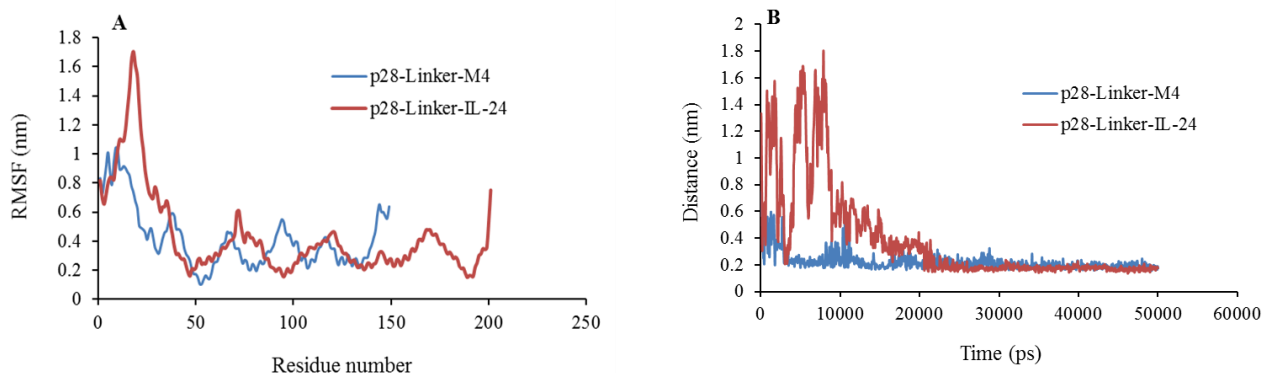 A
1.8
1.6
1.4
1.2
1
0.8
0.6
0.4
0.2
0
RMSF (nm)
p28-Linker-M4
p28-Linker-IL-24
0 50 100 150 200 250
Residue number
B
2
1.8
1.6
1.4
1.2
1
0.8
0.6
0.4
0.2
0
Distance (nm)
p28-Linker-M4
p28-Linker-IL-24
0 10000 20000 30000 40000 50000 60000
Time (ps)